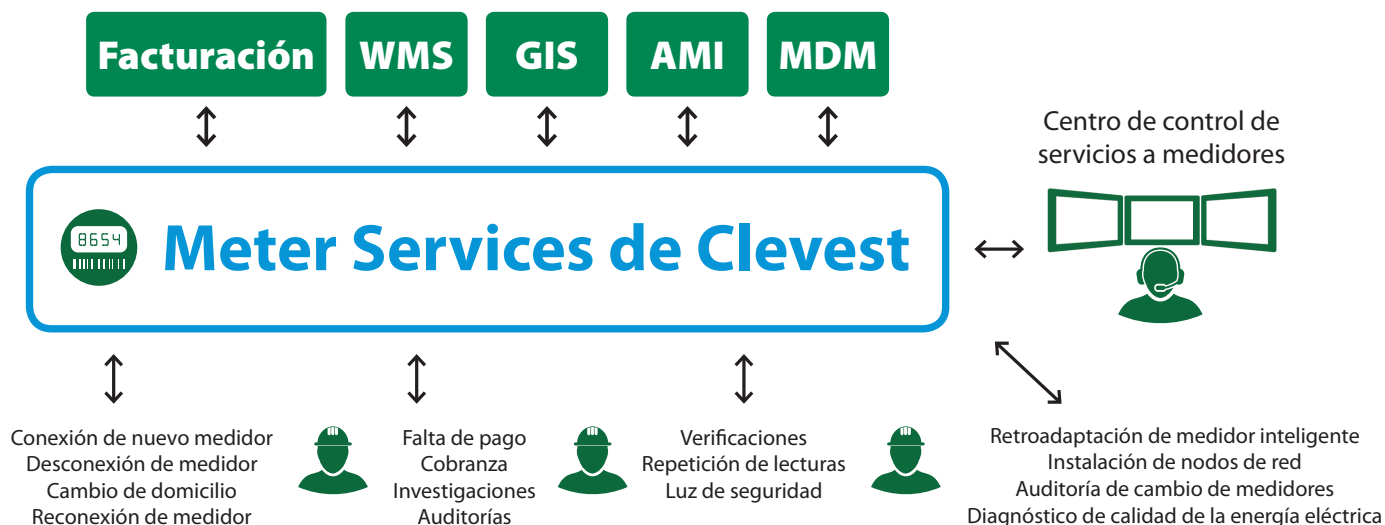 Facturación
WMS
GIS
AMI
MDM
Centro de control de
servicios a medidores
8654
Meter Services de Clevest
Conexión de nuevo medidor
Desconexión de medidor
Cambio de domicilio
Reconexión de medidor
Falta de pago
Cobranza
Investigaciones
Auditorías
Verificaciones
Repetición de lecturas
Luz de seguridad
Retroadaptación de medidor inteligente
Instalación de nodos de red
Auditoría de cambio de medidores
Diagnóstico de calidad de la energía eléctrica